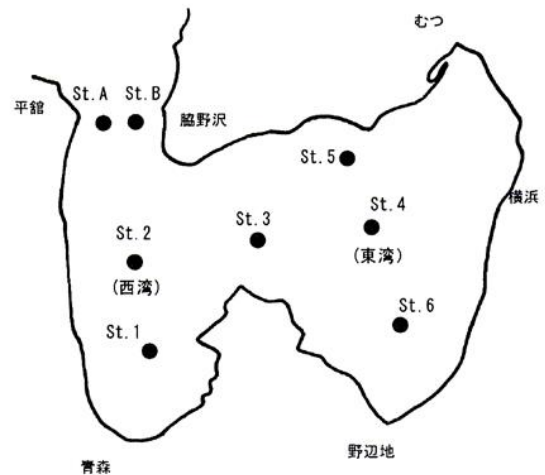 むつ
St.A
St.B
平舘
脇野沢
St.5
横浜
St.4
(東湾)
St.3
St.2
(西湾)
St.6
St.1
野辺地
青森